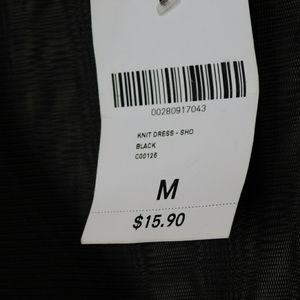 00280917043
KNIT DRESS - SHO
BLACK
C00126
M
$15.90